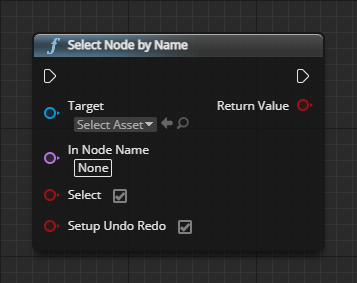 Select Node by Name
Target
Return Value
Select Asset
In Node Name
None
Select
Setup Undo Redo